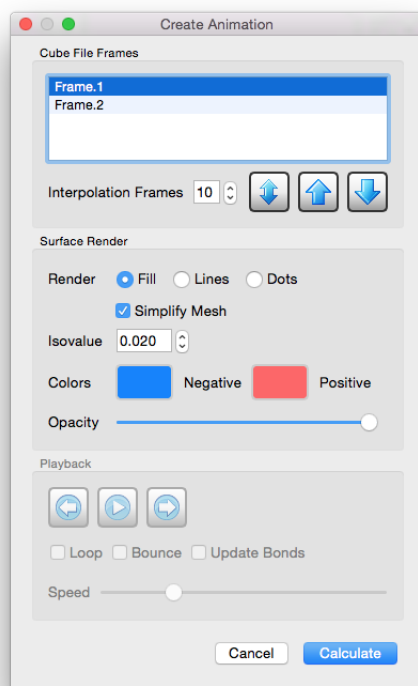 Create Animation
Cube File Frames
Frame.1
Frame.2
Interpolation Frames 10
Surface Render
Render Fill Lines Dots
Simplify Mesh
Isovalue 0.020
Colors Negative Positive
Opacity
Playback
Loop Bounce Update Bonds
Speed
Cancel Calculate